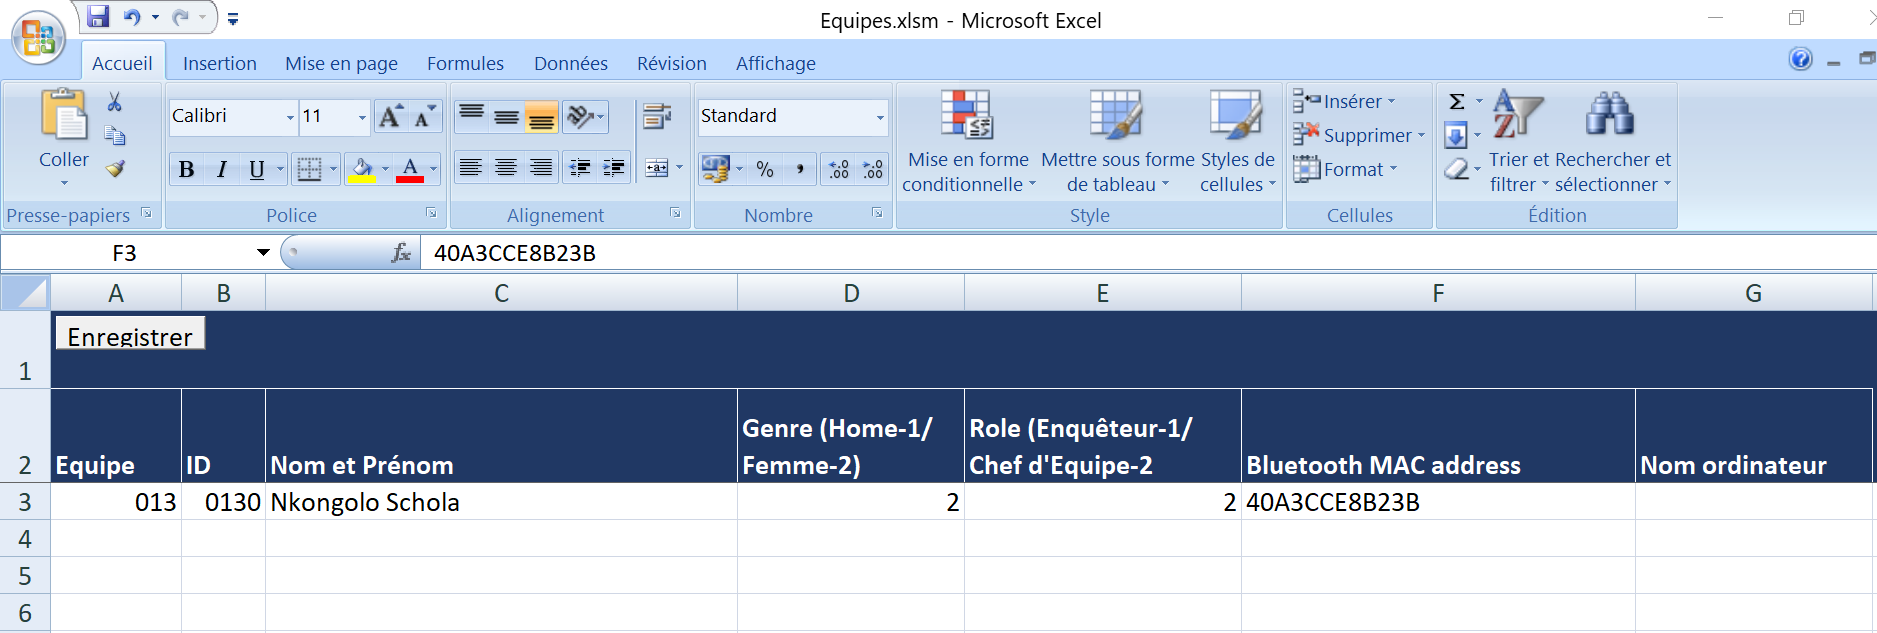 Equipes.xlsm - Microsoft Excel
Accueil Insertion Mise en page Formules Données Révision Affichage
Calibri 11 Standard
Insérer Σ
Supprimer
Coller G I U A % , Mise en forme conditionnelle Mettre sous forme de tableau Styles de cellules Format Trier et filtrer Rechercher et sélectionner
Presse-papiers Police Alignement Nombre Style Cellules Édition
F3 fx 40A3CCE8B23B
A B C D E F G
Enregistrer
1
2 Equipe ID Nom et Prénom Genre (Home-1/ Femme-2) Role (Enquêteur-1/ Chef d'Equipe-2 Bluetooth MAC address Nom ordinateur
3 013 0130 Nkongolo Schola 2 2 40A3CCE8B23B
4
5
6